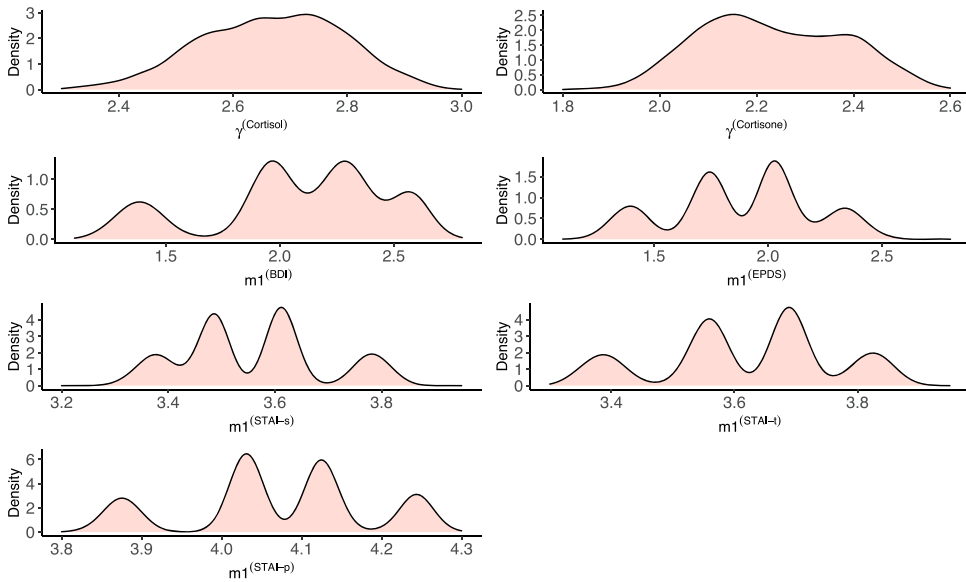 Density
3
2
1
0
2.4 2.6 2.8 3.0
γ(Cortisol)
Density
2.5
2.0
1.5
1.0
0.5
0.0
1.8 2.0 2.2 2.4 2.6
γ(Cortisone)
Density
1.0
0.5
0.0
1.5 2.0 2.5
m1(BDI)
Density
1.5
1.0
0.5
0.0
1.5 2.0 2.5
m1(EPDS)
Density
4
3
2
1
0
3.2 3.4 3.6 3.8
m1(STAI−s)
Density
4
3
2
1
0
3.4 3.6 3.8
m1(STAI−t)
Density
6
4
2
0
3.8 3.9 4.0 4.1 4.2 4.3
m1(STAI−p)